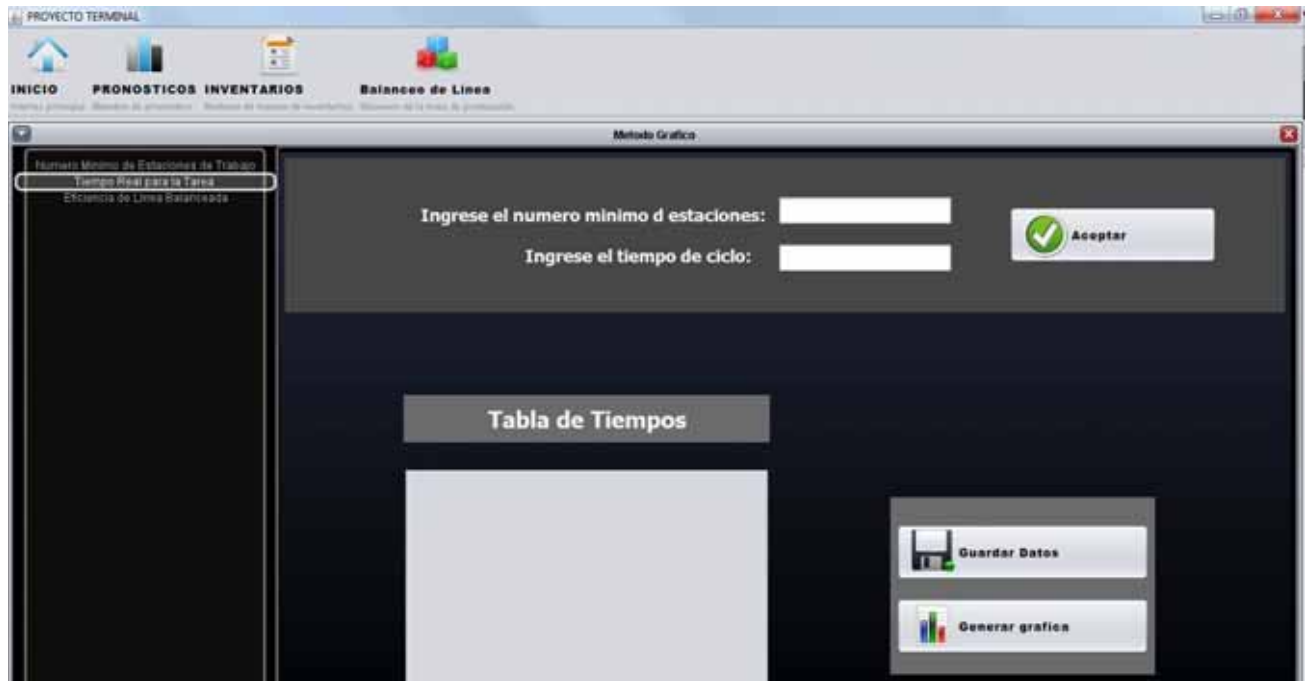 PROYECTO TERMINAL
INICIO PRONOSTICOS INVENTARIOS Balanceo de Linea
Metodo Grafico
Numero Minimo de Estaciones de Trabajo
Tiempo Real para la Tarea
Eficiencia de Linea Balanceada
Ingrese el numero minimo d estaciones:
Ingrese el tiempo de ciclo:
Aceptar
Tabla de Tiempos
Guardar Datos
Generar grafica